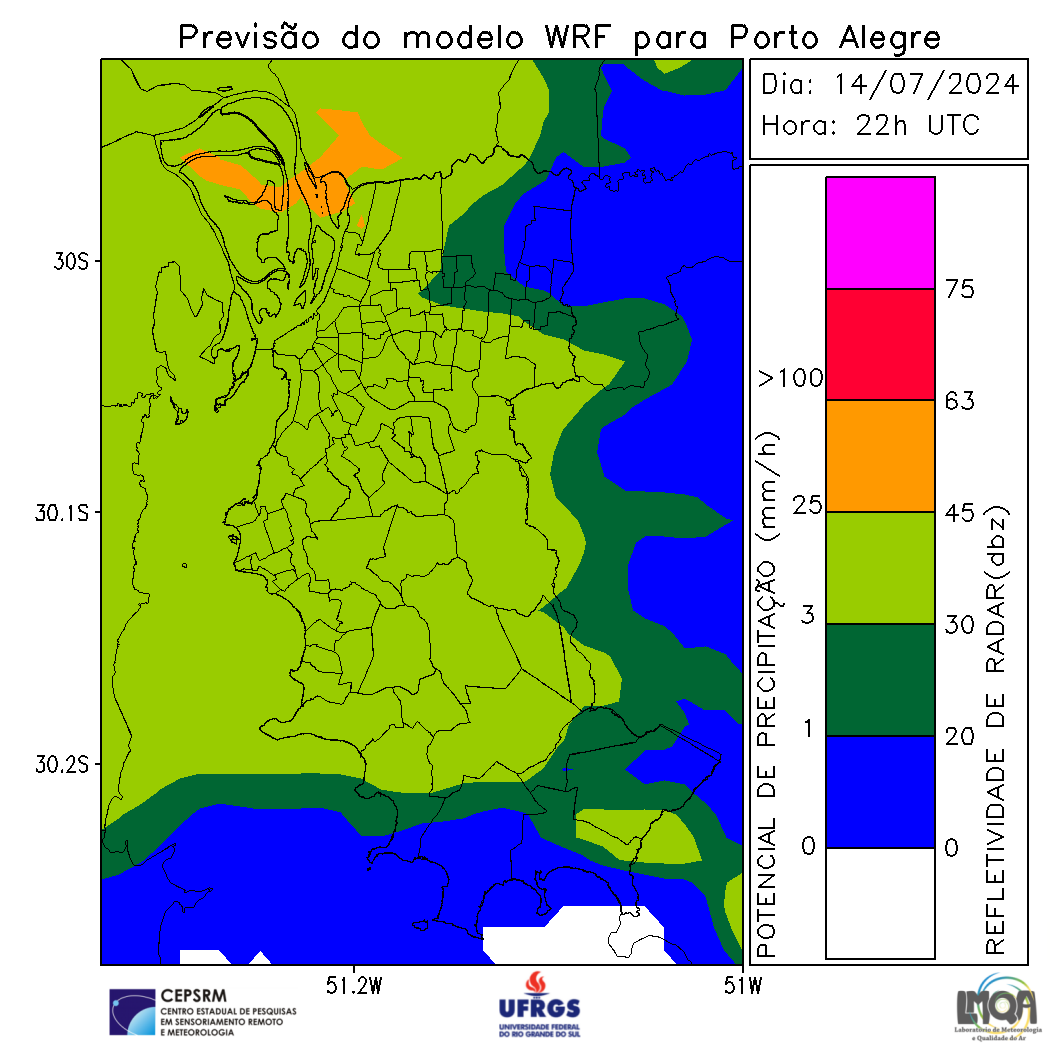 Previsão do modelo WRF para Porto Alegre
Dia: 14/07/2024
Hora: 22h UTC
30S
30.1S
30.2S
51.2W
51W
POTENCIAL DE PRECIPITAÇÃO (mm/h)
>100
25
3
1
0
75
63
45
30
20
0
REFLETIVIDADE DE RADAR(dbz)
CEPSRM
CENTRO ESTADUAL DE PESQUISAS
EM SENSORIAMENTO REMOTO
E METEOROLOGIA
UFRGS
UNIVERSIDADE FEDERAL
DO RIO GRANDE DO SUL
LMQA
Laboratório de Meteorologia
e Qualidade do Ar